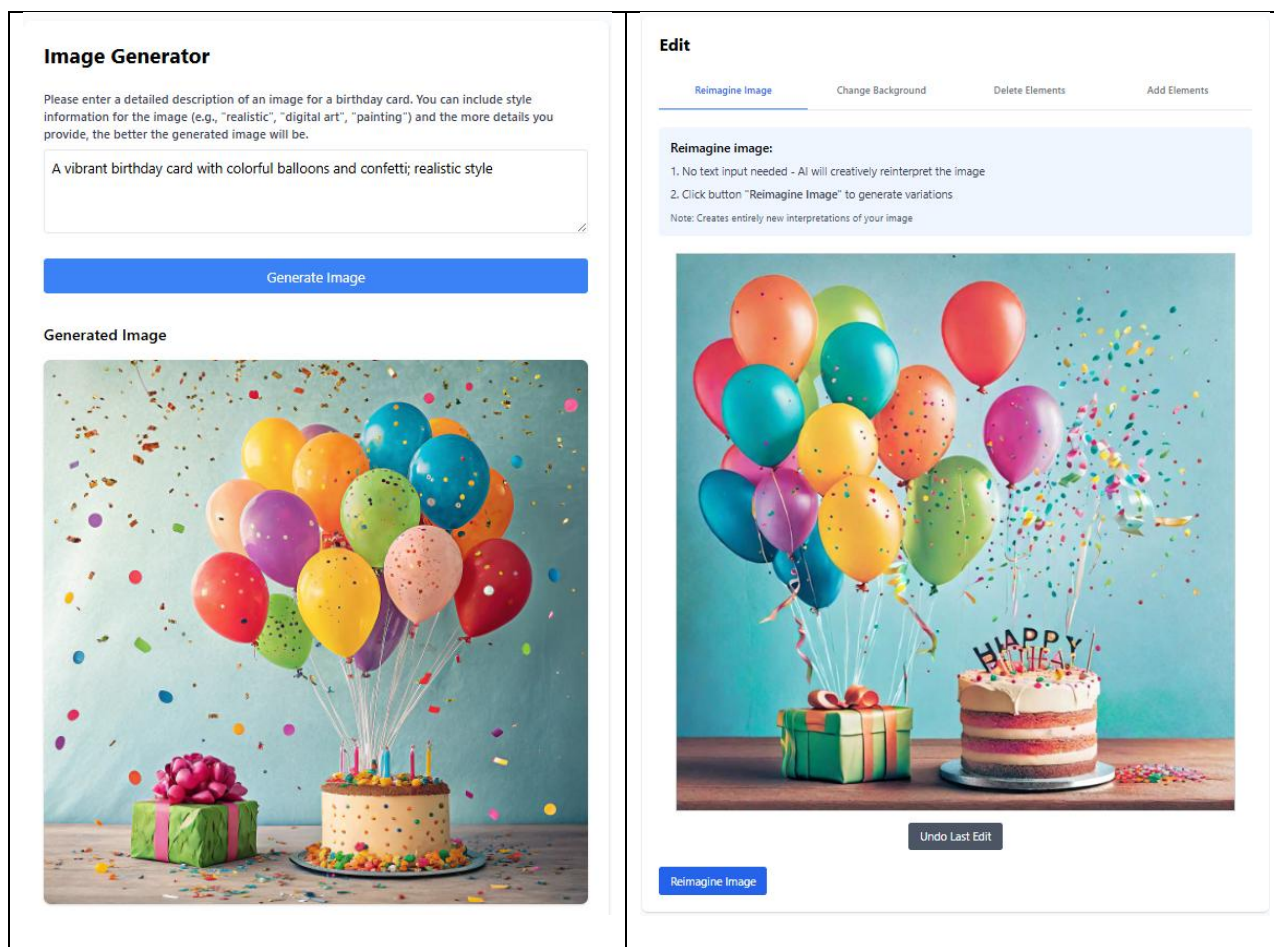 Image Generator
Please enter a detailed description of an image for a birthday card. You can include style
information for the image (e.g., "realistic", "digital art", "painting") and the more details you
provide, the better the generated image will be.
A vibrant birthday card with colorful balloons and confetti; realistic style
Generate Image
Generated Image
Edit
Reimagine Image
Change Background
Delete Elements
Add Elements
Reimagine image:
1. No text input needed - AI will creatively reinterpret the image
2. Click button "Reimagine Image" to generate variations
Note: Creates entirely new interpretations of your image
HAPPY
Undo Last Edit
Reimagine Image